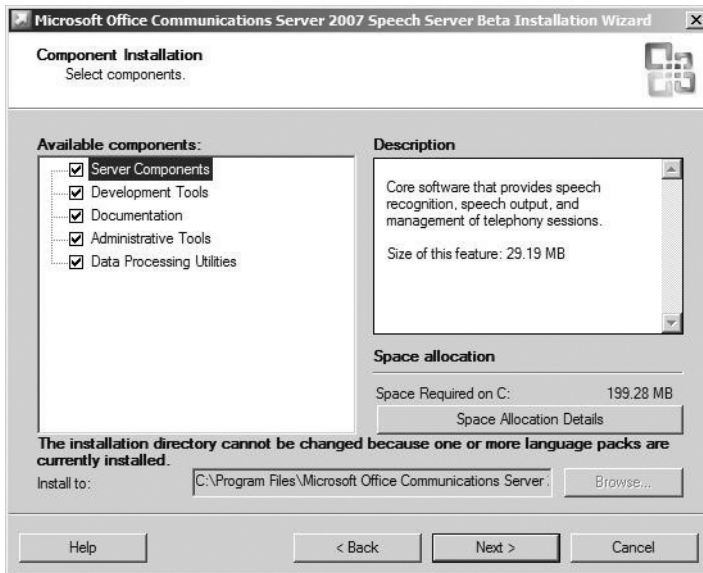 Microsoft Office Communications Server 2007 Speech Server Beta Installation Wizard
Component Installation
Select components.
Available components:
Server Components
Development Tools
Documentation
Administrative Tools
Data Processing Utilities
Description
Core software that provides speech
recognition, speech output, and
management of telephony sessions.
Size of this feature: 29.19 MB
Space allocation
Space Required on C: 199.28 MB
Space Allocation Details
The installation directory cannot be changed because one or more language packs are
currently installed.
Install to: C:\Program Files\Microsoft Office Communications Server Browse...
Help < Back Next > Cancel